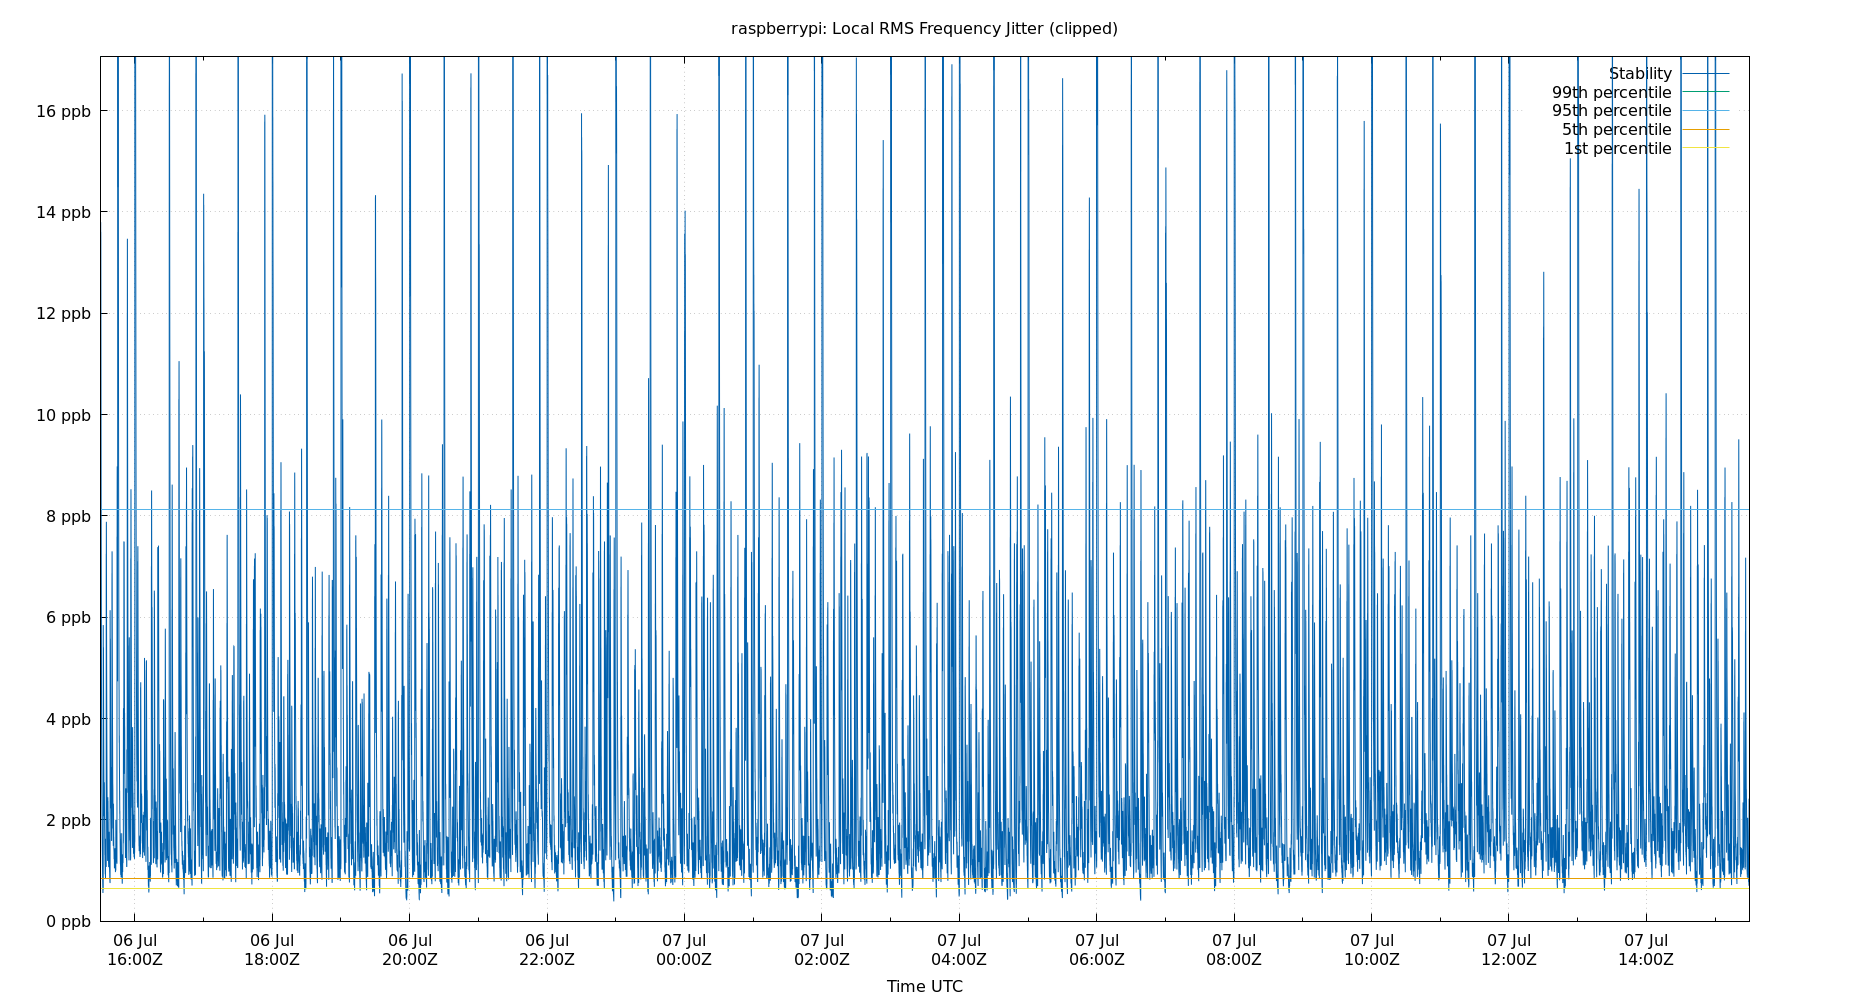 raspberrypi: Local RMS Frequency Jitter (clipped)
Stability
99th percentile
95th percentile
5th percentile
1st percentile
16 ppb
14 ppb
12 ppb
10 ppb
8 ppb
6 ppb
4 ppb
2 ppb
0 ppb
06 Jul 06 Jul 06 Jul 06 Jul 07 Jul 07 Jul 07 Jul 07 Jul 07 Jul 07 Jul 07 Jul 07 Jul
16:00Z 18:00Z 20:00Z 22:00Z 00:00Z 02:00Z 04:00Z 06:00Z 08:00Z 10:00Z 12:00Z 14:00Z
Time UTC